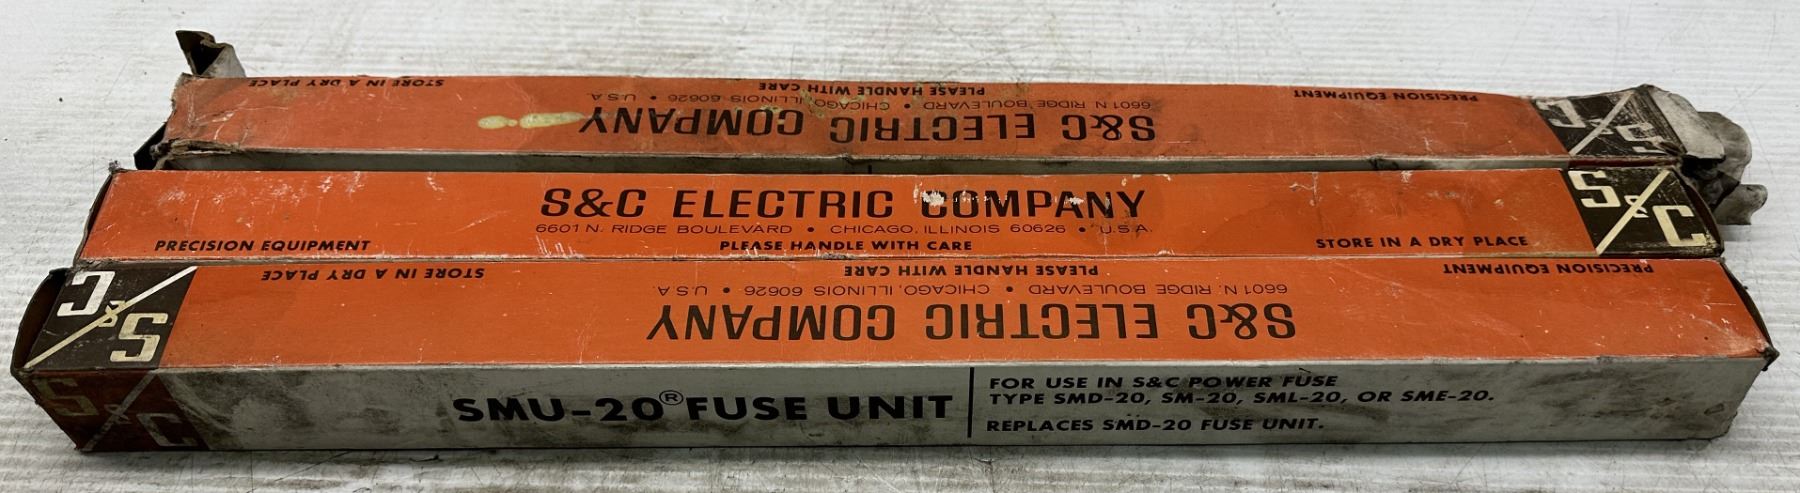 STORE IN A DRY PLACE
PLEASE HANDLE WITH CARE
PRECISION EQUIPMENT
6601 N. RIDGE BOULEVARD • CHICAGO, ILLINOIS 60626 • U.S.A.
S&C ELECTRIC COMPANY
S&C
S&C ELECTRIC COMPANY
6601 N. RIDGE BOULEVARD • CHICAGO, ILLINOIS 60626 • U.S.A.
PRECISION EQUIPMENT
PLEASE HANDLE WITH CARE
STORE IN A DRY PLACE
S&C
S&C
STORE IN A DRY PLACE
PLEASE HANDLE WITH CARE
PRECISION EQUIPMENT
6601 N. RIDGE BOULEVARD • CHICAGO, ILLINOIS 60626 • U.S.A.
S&C ELECTRIC COMPANY
S&C
SMU-20® FUSE UNIT
FOR USE IN S&C POWER FUSE
TYPE SMD-20, SM-20, SML-20, OR SME-20.
REPLACES SMD-20 FUSE UNIT.